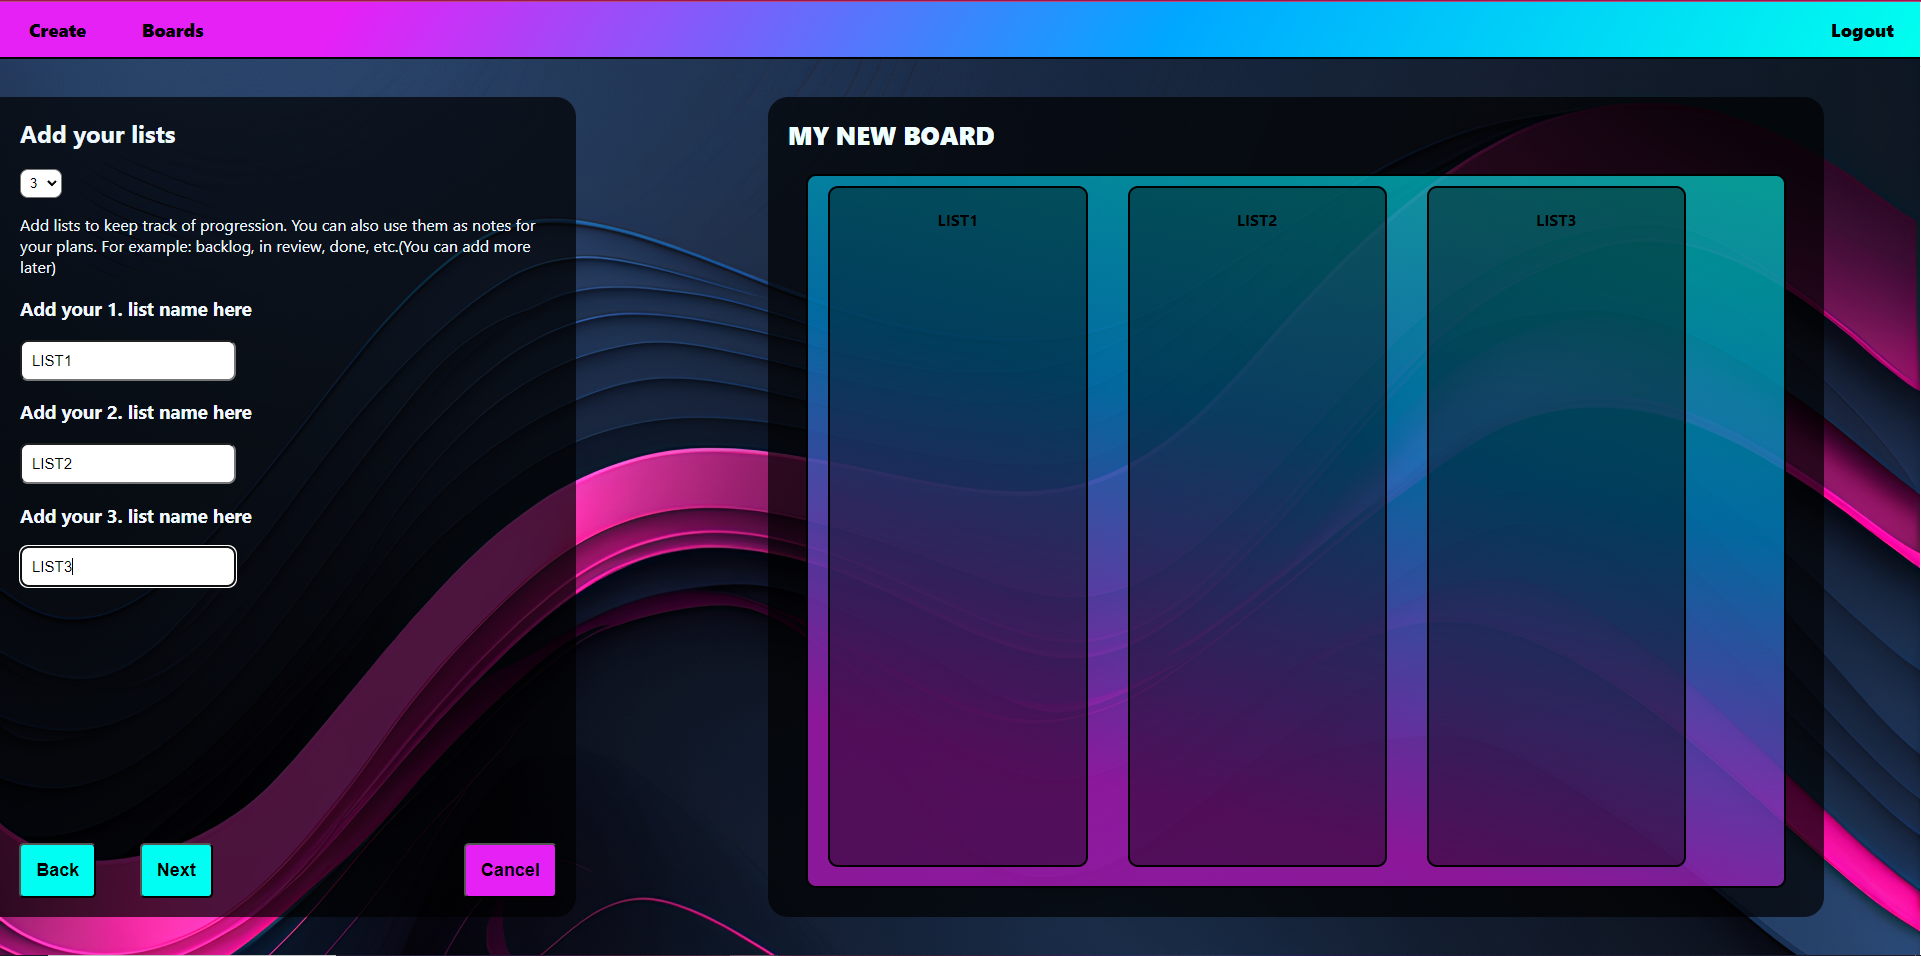 Create Boards Logout
Add your lists
3
Add lists to keep track of progression. You can also use them as notes for
your plans. For example: backlog, in review, done, etc.(You can add more
later)
Add your 1. list name here
LIST1
Add your 2. list name here
LIST2
Add your 3. list name here
LIST3
Back Next Cancel
MY NEW BOARD
LIST1 LIST2 LIST3